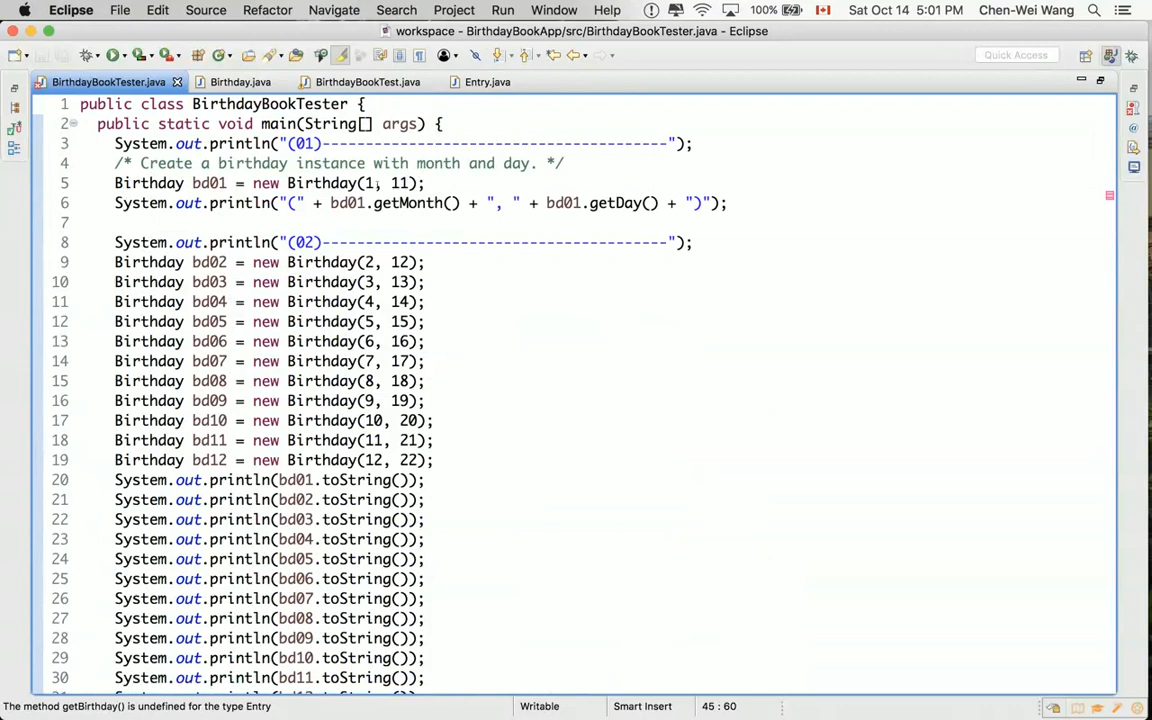 Eclipse File Edit Source Refactor Navigate Search Project Run Window Help 100% Sat Oct 14 5:01 PM Chen-Wei Wang
workspace - BirthdayBookApp/src/BirthdayBookTester.java - Eclipse
Quick Access
BirthdayBookTester.java Birthday.java BirthdayBookTest.java Entry.java
1 public class BirthdayBookTester {
2 public static void main(String[] args) {
3 System.out.println("(01)----------------------------------------");
4 /* Create a birthday instance with month and day. */
5 Birthday bd01 = new Birthday(1, 11);
6 System.out.println("(" + bd01.getMonth() + ", " + bd01.getDay() + ")");
7
8 System.out.println("(02)----------------------------------------");
9 Birthday bd02 = new Birthday(2, 12);
10 Birthday bd03 = new Birthday(3, 13);
11 Birthday bd04 = new Birthday(4, 14);
12 Birthday bd05 = new Birthday(5, 15);
13 Birthday bd06 = new Birthday(6, 16);
14 Birthday bd07 = new Birthday(7, 17);
15 Birthday bd08 = new Birthday(8, 18);
16 Birthday bd09 = new Birthday(9, 19);
17 Birthday bd10 = new Birthday(10, 20);
18 Birthday bd11 = new Birthday(11, 21);
19 Birthday bd12 = new Birthday(12, 22);
20 System.out.println(bd01.toString());
21 System.out.println(bd02.toString());
22 System.out.println(bd03.toString());
23 System.out.println(bd04.toString());
24 System.out.println(bd05.toString());
25 System.out.println(bd06.toString());
26 System.out.println(bd07.toString());
27 System.out.println(bd08.toString());
28 System.out.println(bd09.toString());
29 System.out.println(bd10.toString());
30 System.out.println(bd11.toString());
The method getBirthday() is undefined for the type Entry Writable Smart Insert 45 : 60